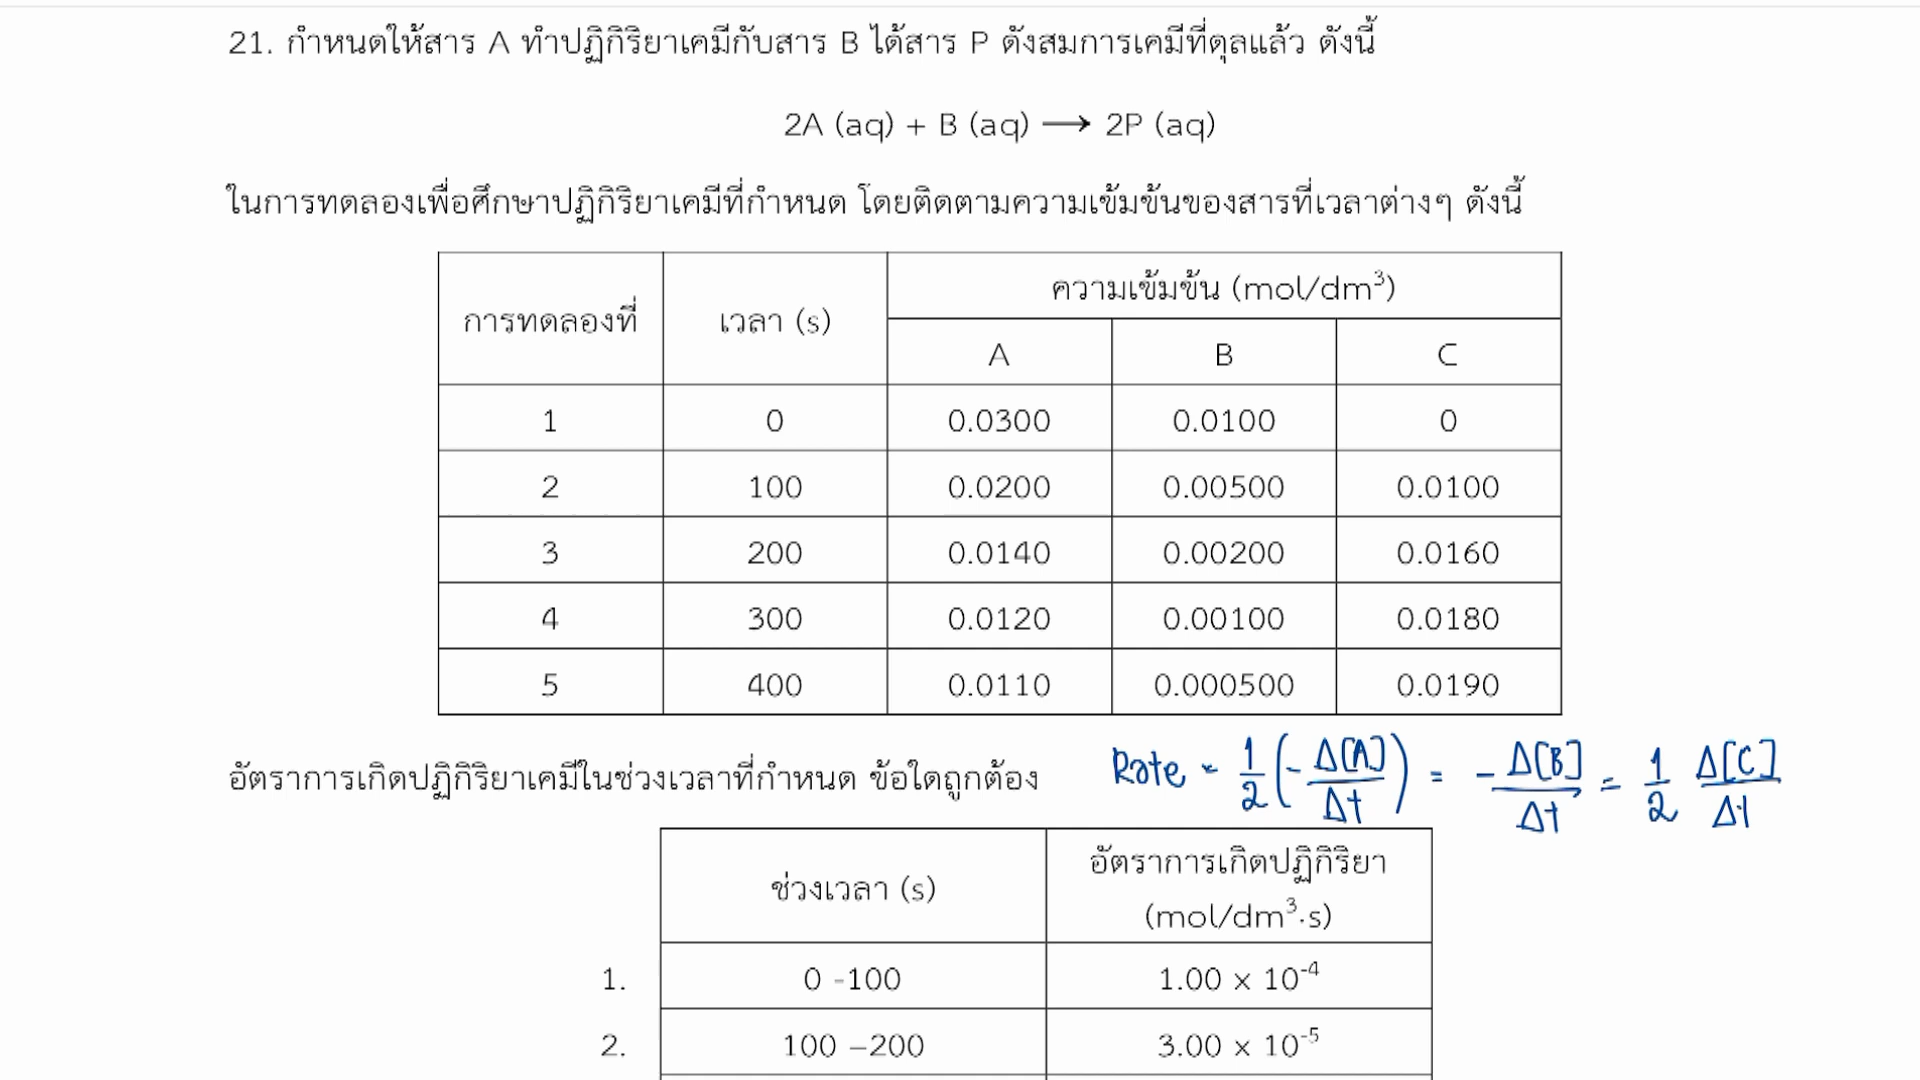 21. กำหนดให้สาร A ทำปฏิกิริยาเคมีกับสาร B ได้สาร P ดังสมการเคมีที่ดุลแล้ว ดังนี้
2A (aq) + B (aq) ⟶ 2P (aq)
ในการทดลองเพื่อศึกษาปฏิกิริยาเคมีที่กำหนด โดยติดตามความเข้มข้นของสารที่เวลาต่างๆ ดังนี้
การทดลองที่ เวลา (s) ความเข้มข้น (mol/dm³)
A B C
1 0 0.0300 0.0100 0
2 100 0.0200 0.00500 0.0100
3 200 0.0140 0.00200 0.0160
4 300 0.0120 0.00100 0.0180
5 400 0.0110 0.000500 0.0190
อัตราการเกิดปฏิกิริยาเคมีในช่วงเวลาที่กำหนด ข้อใดถูกต้อง Rate = 1/2 (- Δ[A]/Δt) = - Δ[B]/Δt = 1/2 Δ[C]/Δt
ช่วงเวลา (s) อัตราการเกิดปฏิกิริยา (mol/dm³·s)
1. 0 -100 1.00 x 10⁻⁴
2. 100 –200 3.00 x 10⁻⁵